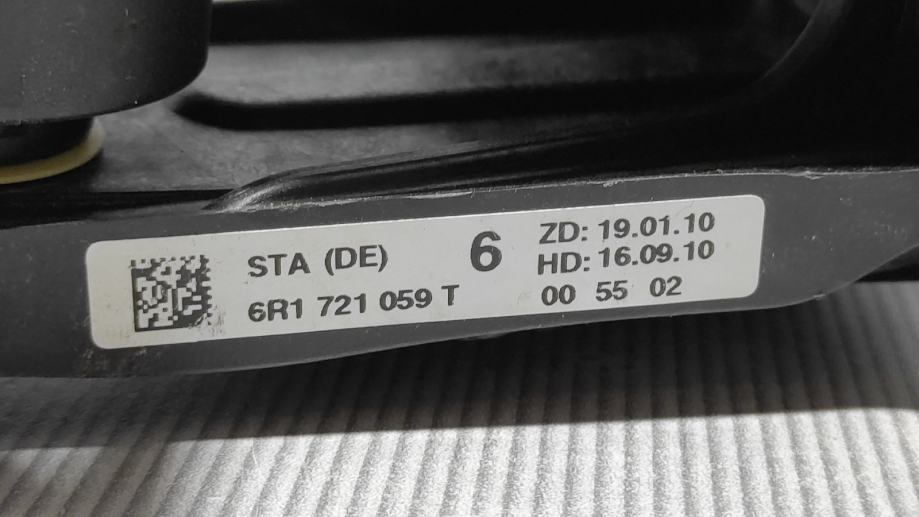 STA (DE) 6 ZD: 19.01.10
HD: 16.09.10
6R1 721 059 T 00 55 02